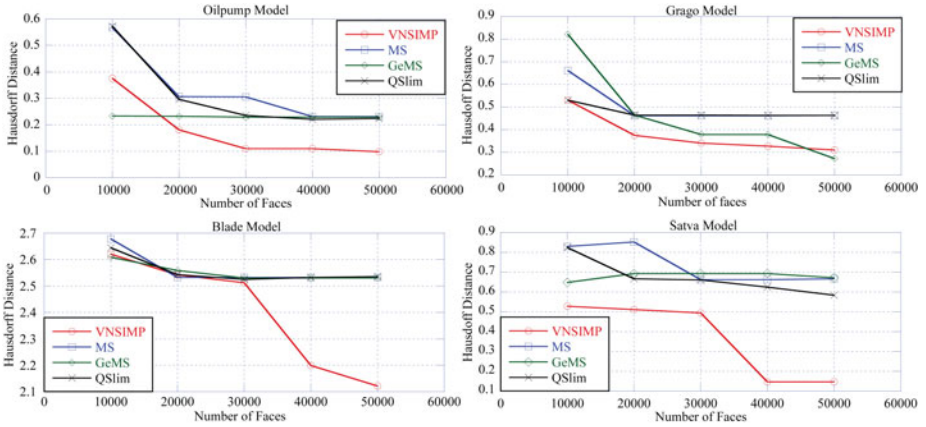 Oilpump Model
Hausdorff Distance
0.6
0.5
0.4
0.3
0.2
0.1
0
VNSIMP
MS
GeMS
QSlim
0 10000 20000 30000 40000 50000 60000
Number of Faces
Grago Model
Hausdorff Distance
0.9
0.8
0.7
0.6
0.5
0.4
0.3
0.2
VNSIMP
MS
GeMS
QSlim
0 10000 20000 30000 40000 50000 60000
Number of Faces
Blade Model
Hausdorff Distance
2.7
2.6
2.5
2.4
2.3
2.2
2.1
VNSIMP
MS
GeMS
QSlim
0 10000 20000 30000 40000 50000 60000
Number of Faces
Satva Model
Hausdoff Distance
0.9
0.8
0.7
0.6
0.5
0.4
0.3
0.2
0.1
VNSIMP
MS
GeMS
QSlim
0 10000 20000 30000 40000 50000 60000
Number of Faces